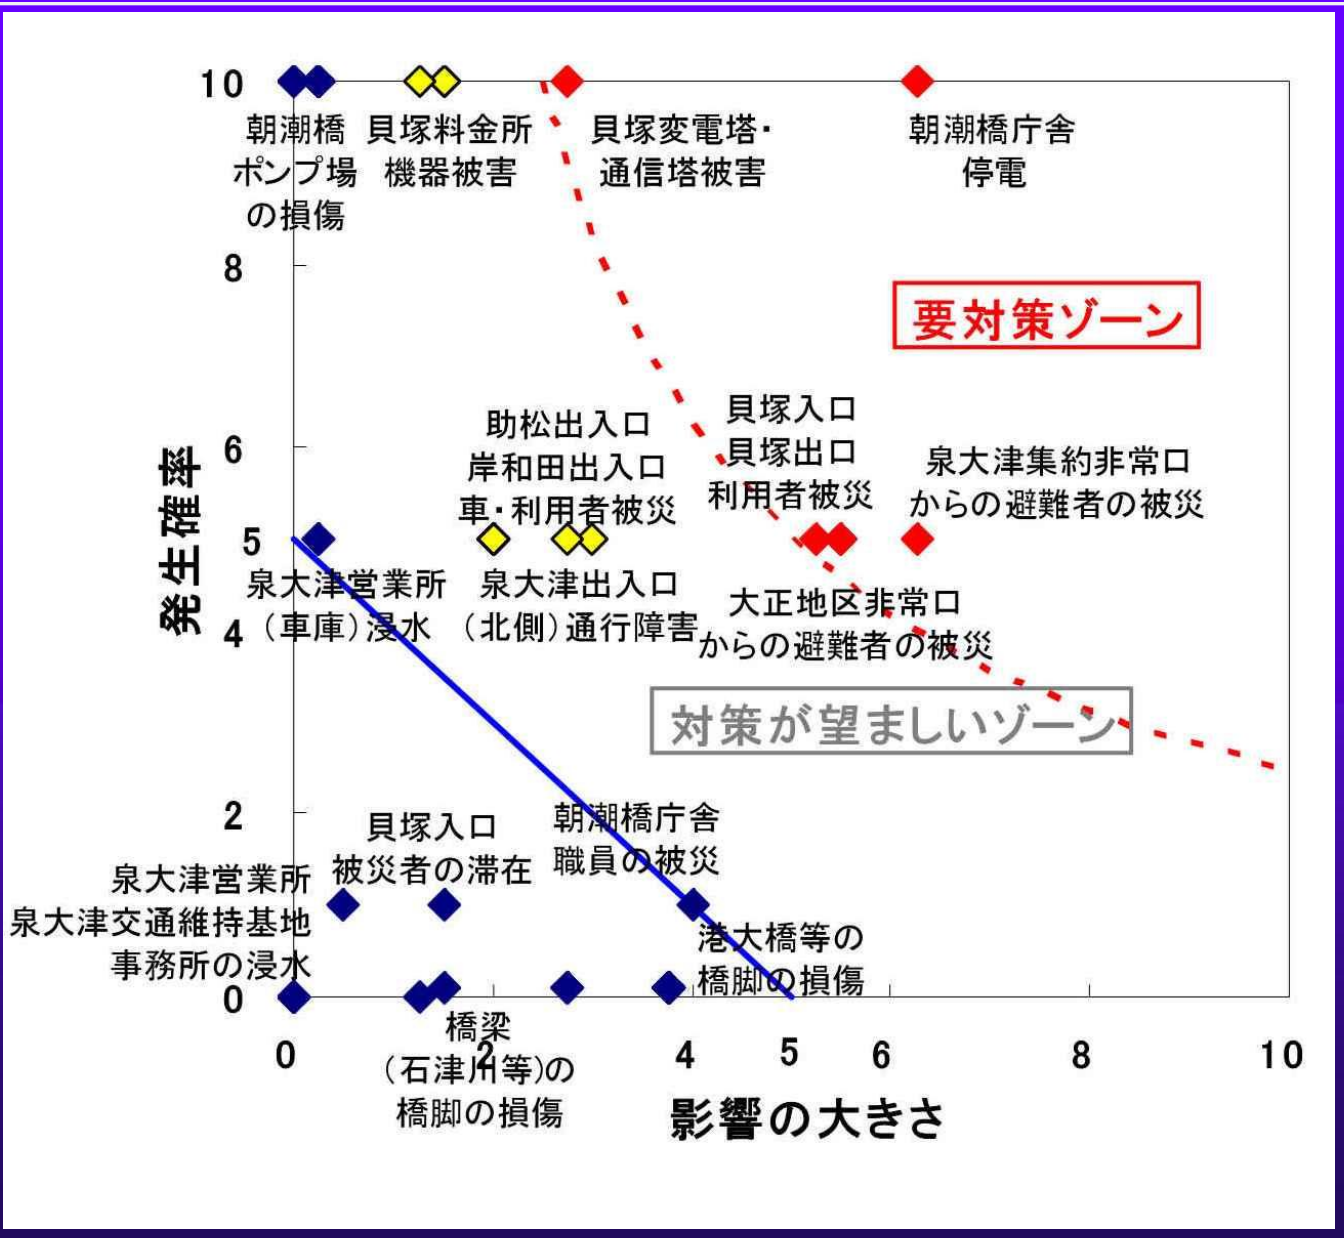 10
朝潮橋
ポンプ場
の損傷
貝塚料金所
機器被害
貝塚変電塔・
通信塔被害
朝潮橋庁舎
停電
8
要対策ゾーン
発生確率
6
助松出入口
岸和田出入口
車・利用者被災
貝塚入口
貝塚出口
利用者被災
泉大津集約非常口
からの避難者の被災
5
泉大津営業所
（車庫）浸水
泉大津出入口
（北側）通行障害
大正地区非常口
からの避難者の被災
4
対策が望ましいゾーン
2
貝塚入口
被災者の滞在
朝潮橋庁舎
職員の被災
泉大津営業所
泉大津交通維持基地
事務所の浸水
港大橋等の
橋脚の損傷
0
橋梁
（石津川等）の
橋脚の損傷
0 2 4 5 6 8 10
影響の大きさ